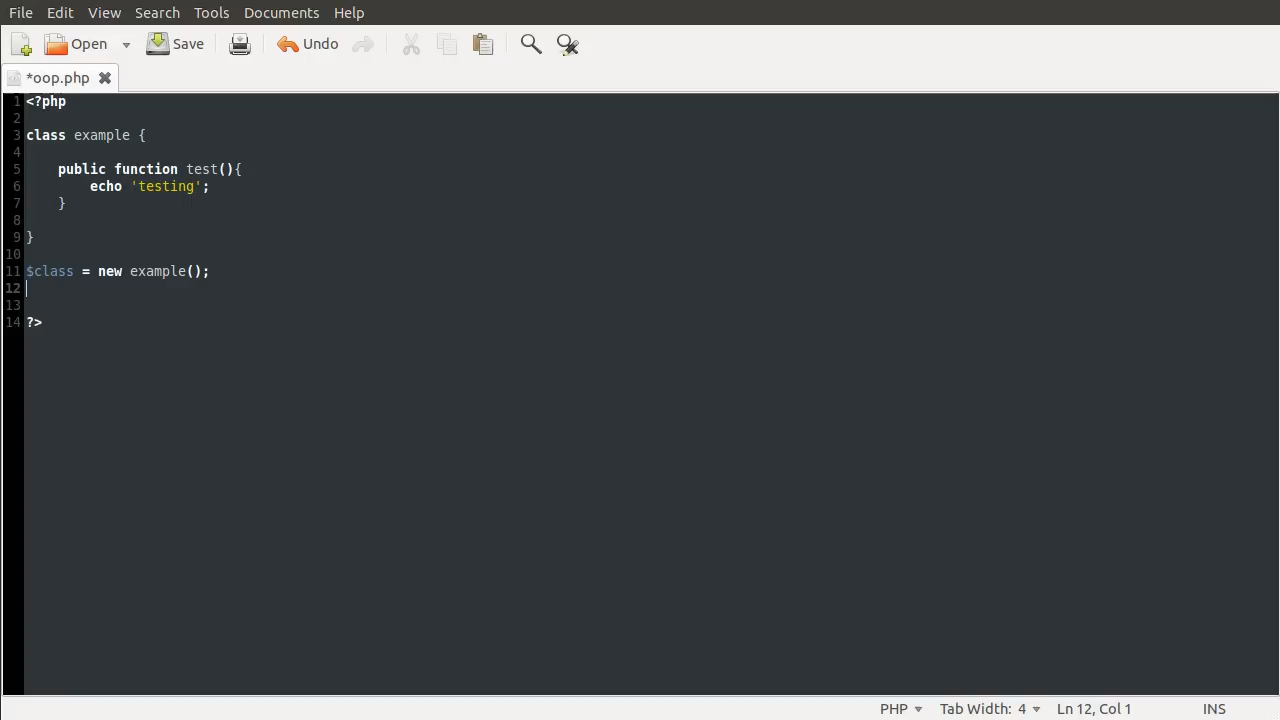 File Edit View Search Tools Documents Help
Open Save Undo
*oop.php
1 <?php
2
3 class example {
4
5     public function test(){
6         echo 'testing';
7     }
8
9 }
10
11 $class = new example();
12
13
14 ?>
PHP Tab Width: 4 Ln 12, Col 1 INS